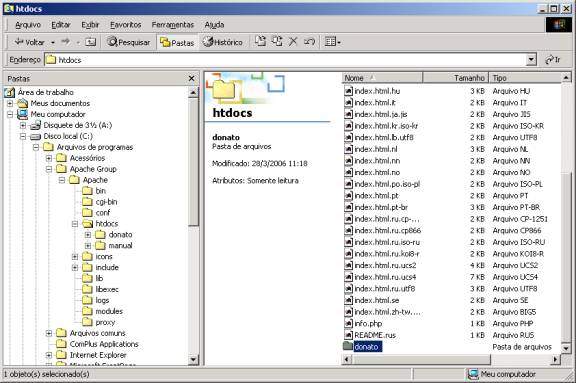 htdocs
Arquivo Editar Exibir Favoritos Ferramentas Ajuda
Voltar Pesquisar Pastas Histórico
Endereço htdocs Ir
Pastas
Área de trabalho
Meus documentos
Meu computador
Disquete de 3½ (A:)
Disco local (C:)
Arquivos de programas
Acessórios
Apache Group
Apache
bin
cgi-bin
conf
htdocs
donato
manual
icons
include
lib
libexec
logs
modules
proxy
Arquivos comuns
ComPlus Applications
Internet Explorer
htdocs
donato
Pasta de arquivos
Modificado: 28/3/2006 11:18
Atributos: Somente leitura
Nome Tamanho Tipo
index.html.hu 3 KB Arquivo HU
index.html.it 2 KB Arquivo IT
index.html.ja.jis 2 KB Arquivo JIS
index.html.kr.iso-kr 2 KB Arquivo ISO-KR
index.html.lb.utf8 2 KB Arquivo UTF8
index.html.nl 3 KB Arquivo NL
index.html.nn 2 KB Arquivo NN
index.html.no 2 KB Arquivo NO
index.html.po.iso-pl 2 KB Arquivo ISO-PL
index.html.pt 2 KB Arquivo PT
index.html.pt-br 3 KB Arquivo PT-BR
index.html.ru.cp-... 2 KB Arquivo CP-1251
index.html.ru.cp866 2 KB Arquivo CP866
index.html.ru.iso-ru 2 KB Arquivo ISO-RU
index.html.ru.koi8-r 2 KB Arquivo KOI8-R
index.html.ru.ucs2 4 KB Arquivo UCS2
index.html.ru.ucs4 7 KB Arquivo UCS4
index.html.ru.utf8 3 KB Arquivo UTF8
index.html.se 2 KB Arquivo SE
index.html.zh-tw.... 2 KB Arquivo BIG5
info.php 1 KB Arquivo PHP
README.rus 1 KB Arquivo RUS
donato Pasta de arquivos
1 objeto(s) selecionado(s) Meu computador